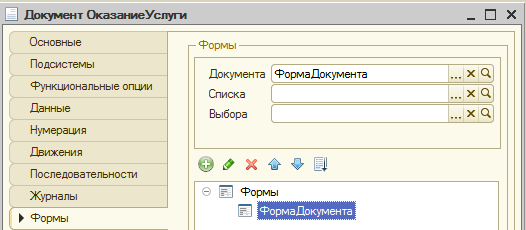 Документ ОказаниеУслуги
Основные
Подсистемы
Функциональные опции
Данные
Нумерация
Движения
Последовательности
Журналы
Формы
Формы
Документа ФормаДокумента
Списка
Выбора
Формы
ФормаДокумента